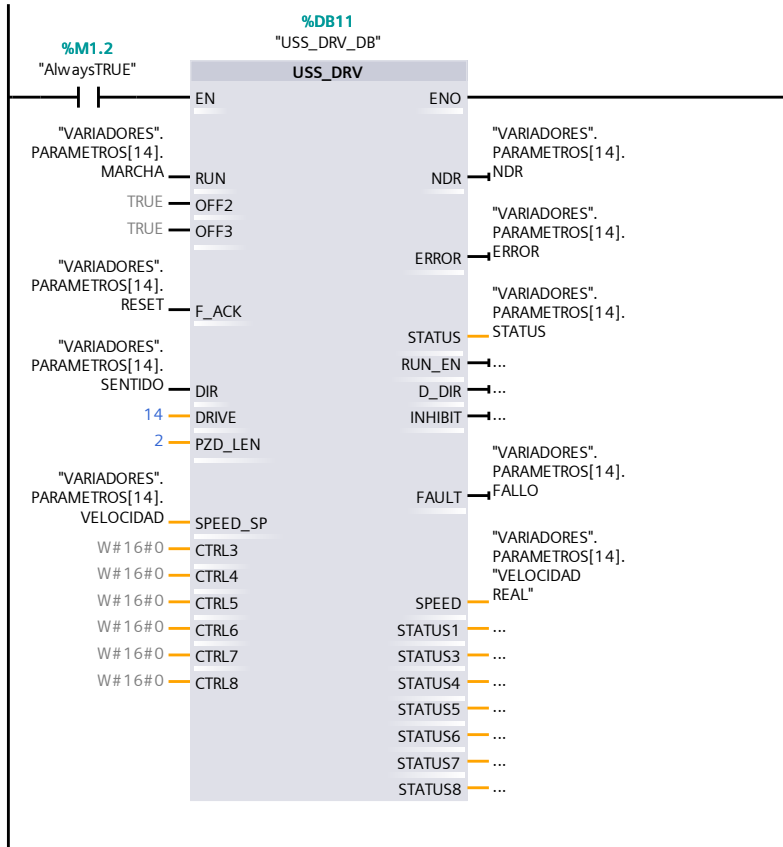 %DB11
"USS_DRV_DB"
%M1.2
"AlwaysTRUE"
USS_DRV
EN
ENO
"VARIADORES".
PARAMETROS[14].
MARCHA
RUN
"VARIADORES".
PARAMETROS[14].
NDR
NDR
TRUE
OFF2
TRUE
OFF3
"VARIADORES".
PARAMETROS[14].
ERROR
ERROR
"VARIADORES".
PARAMETROS[14].
RESET
F_ACK
"VARIADORES".
PARAMETROS[14].
STATUS
STATUS
"VARIADORES".
PARAMETROS[14].
SENTIDO
DIR
RUN_EN
...
D_DIR
...
14
DRIVE
INHIBIT
...
2
PZD_LEN
"VARIADORES".
PARAMETROS[14].
FALLO
FAULT
"VARIADORES".
PARAMETROS[14].
VELOCIDAD
SPEED_SP
W#16#0
CTRL3
W#16#0
CTRL4
W#16#0
CTRL5
"VARIADORES".
PARAMETROS[14].
"VELOCIDAD
REAL"
SPEED
W#16#0
CTRL6
STATUS1
...
W#16#0
CTRL7
STATUS3
...
W#16#0
CTRL8
STATUS4
...
STATUS5
...
STATUS6
...
STATUS7
...
STATUS8
...